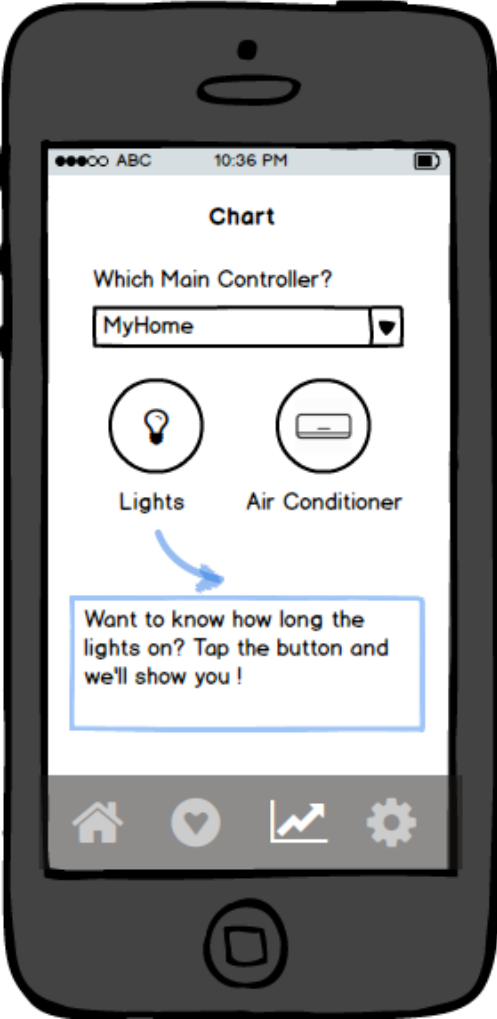 ABC 10:36 PM
Chart
Which Main Controller?
MyHome
Lights Air Conditioner
Want to know how long the
lights on? Tap the button and
we'll show you !